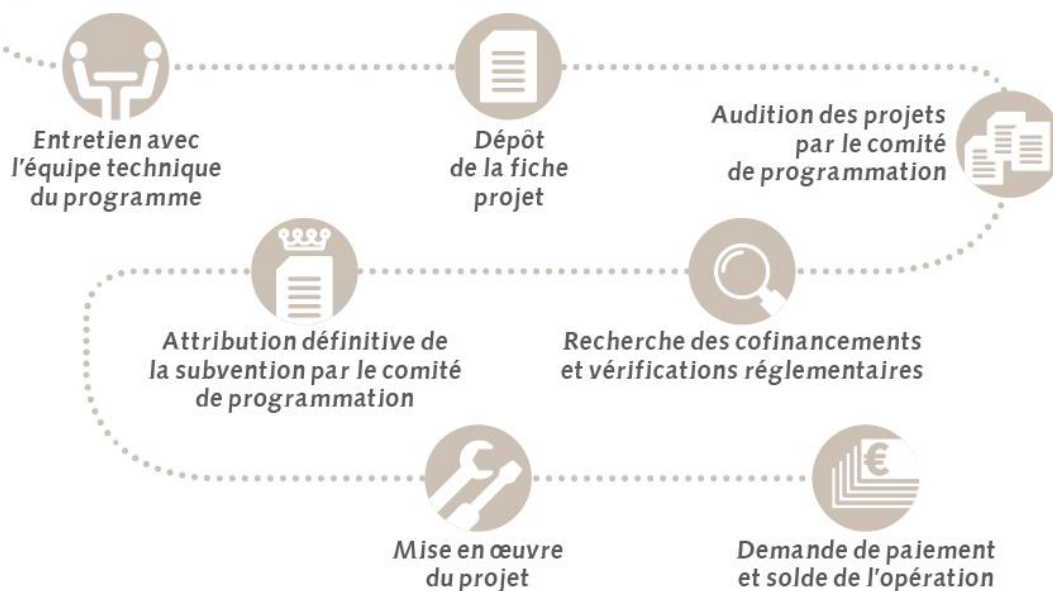 Entretien avec
l'équipe technique
du programme
Dépôt
de la fiche
projet
Audition des projets
par le comité
de programmation
Recherche des cofinancements
et vérifications réglementaires
Attribution définitive de
la subvention par le comité
de programmation
Mise en œuvre
du projet
€
Demande de paiement
et solde de l'opération